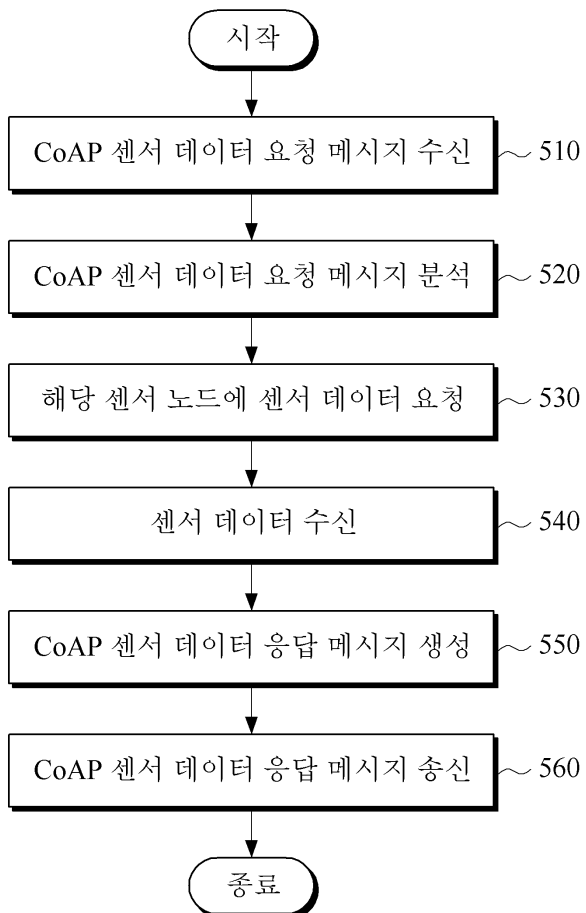 시작
CoAP 센서 데이터 요청 메시지 수신 510
CoAP 센서 데이터 요청 메시지 분석 520
해당 센서 노드에 센서 데이터 요청 530
센서 데이터 수신 540
CoAP 센서 데이터 응답 메시지 생성 550
CoAP 센서 데이터 응답 메시지 송신 560
종료